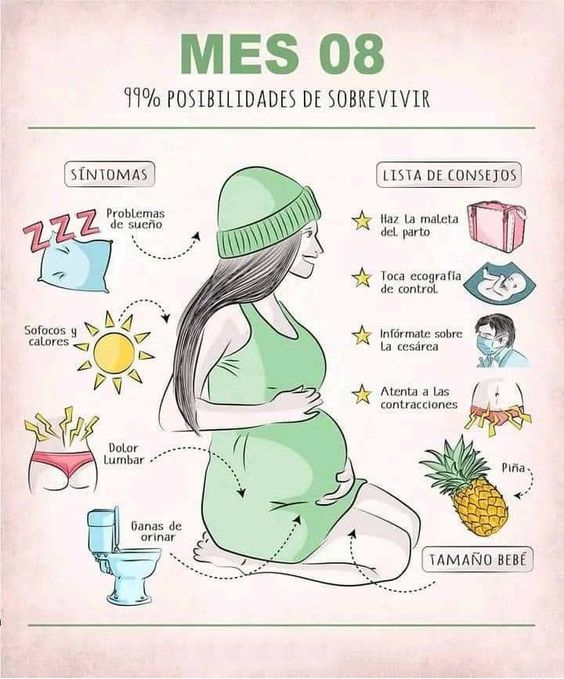 MES 08
99% POSIBILIDADES DE SOBREVIVIR
SÍNTOMAS
ZZZ
Problemas
de sueño
Sofocos y
calores
Dolor
Lumbar
Ganas de
orinar
LISTA DE CONSEJOS
Haz la maleta
del parto
Toca ecografía
de control
Infórmate sobre
la cesárea
Atenta a las
contracciones
Piña
TAMAÑO BEBÉ